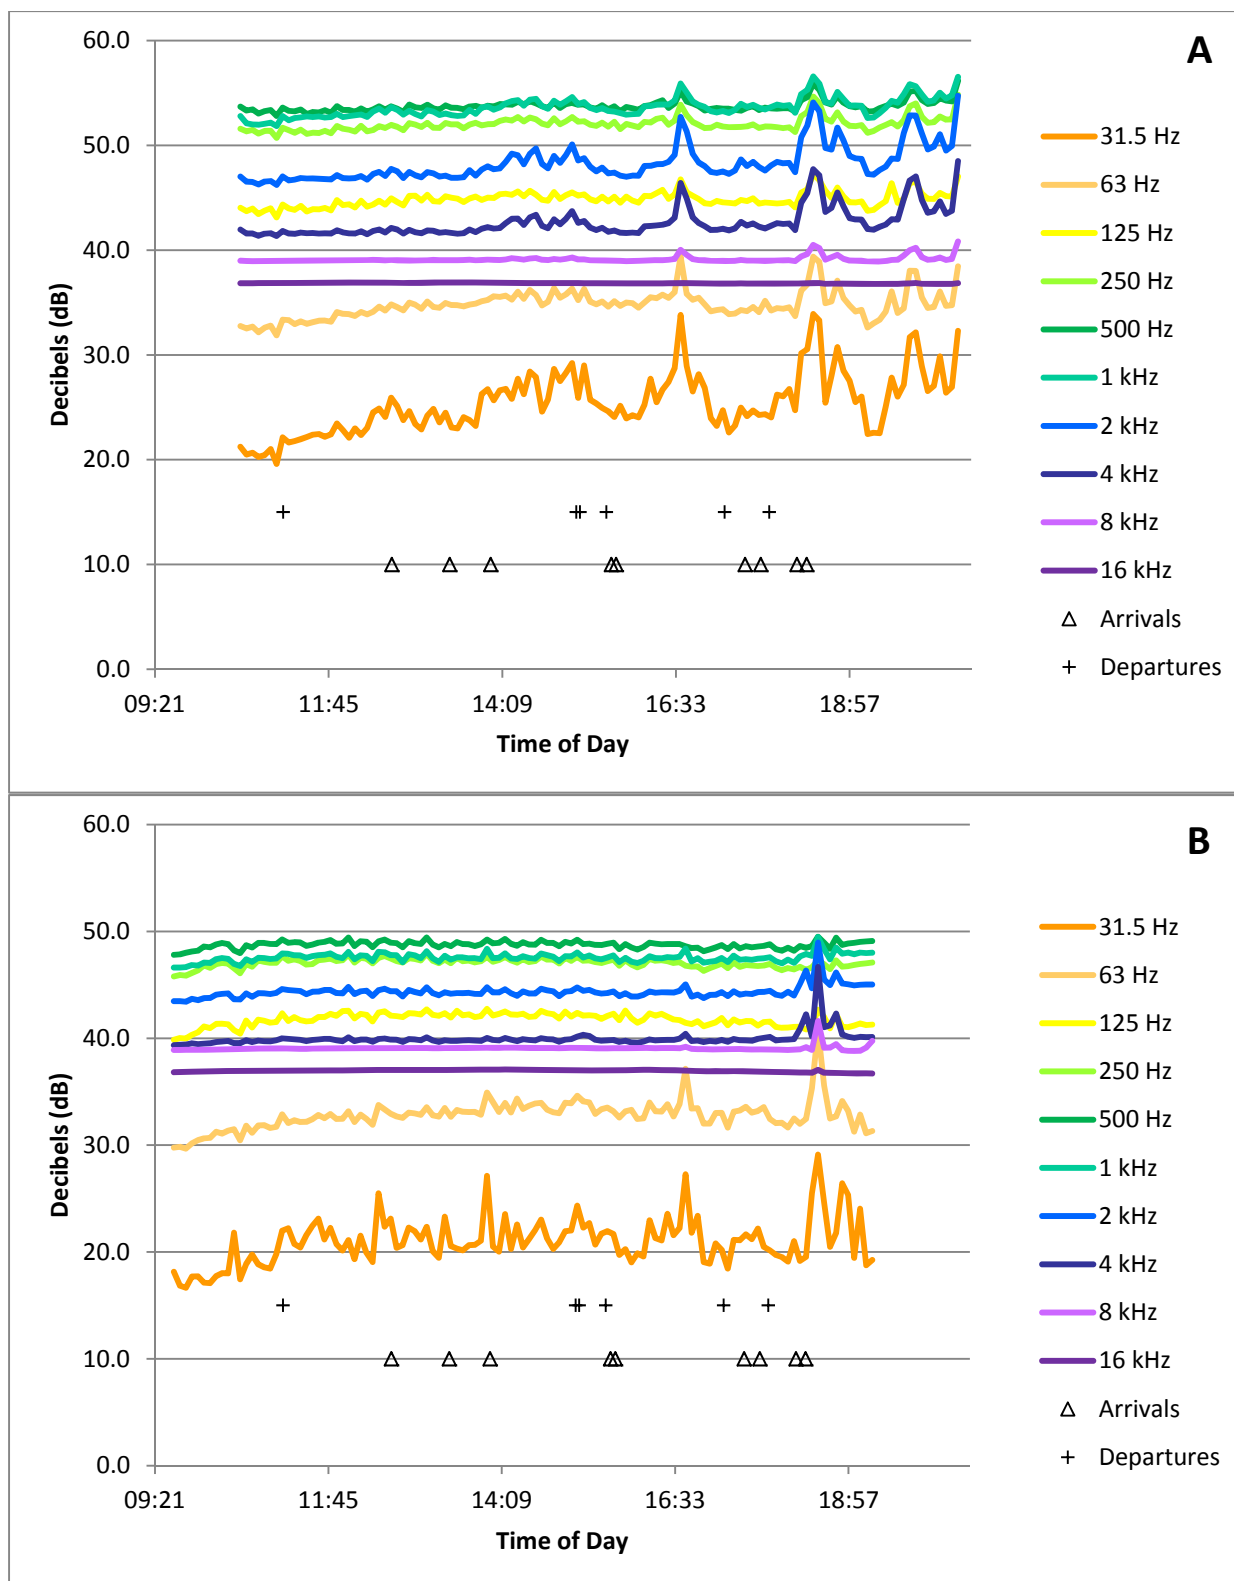 A
60.0
50.0
40.0
30.0
20.0
10.0
0.0
Decibels (dB)
09:21 11:45 14:09 16:33 18:57
Time of Day
31.5 Hz
63 Hz
125 Hz
250 Hz
500 Hz
1 kHz
2 kHz
4 kHz
8 kHz
16 kHz
Arrivals
Departures
B
60.0
50.0
40.0
30.0
20.0
10.0
0.0
Decibels (dB)
09:21 11:45 14:09 16:33 18:57
Time of Day
31.5 Hz
63 Hz
125 Hz
250 Hz
500 Hz
1 kHz
2 kHz
4 kHz
8 kHz
16 kHz
Arrivals
Departures